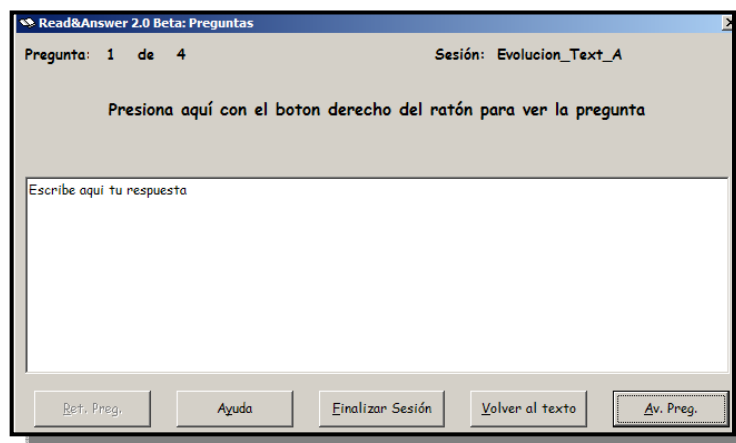 Read&Answer 2.0 Beta: Preguntas
Pregunta: 1 de 4 Sesión: Evolucion_Text_A
Presiona aquí con el boton derecho del ratón para ver la pregunta
Escribe aqui tu respuesta
Ret. Preg. Ayuda Finalizar Sesión Volver al texto Av. Preg.